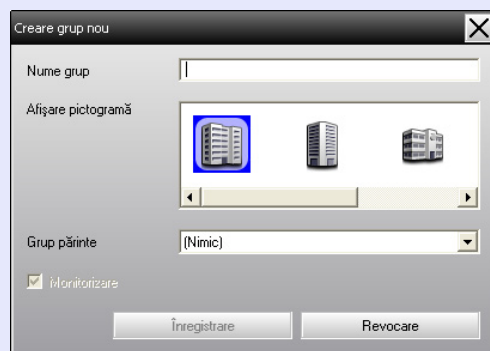 Creare grup nou
Nume grup
Afişare pictogramă
Grup părinte
(Nimic)
Monitorizare
Înregistrare
Revocare